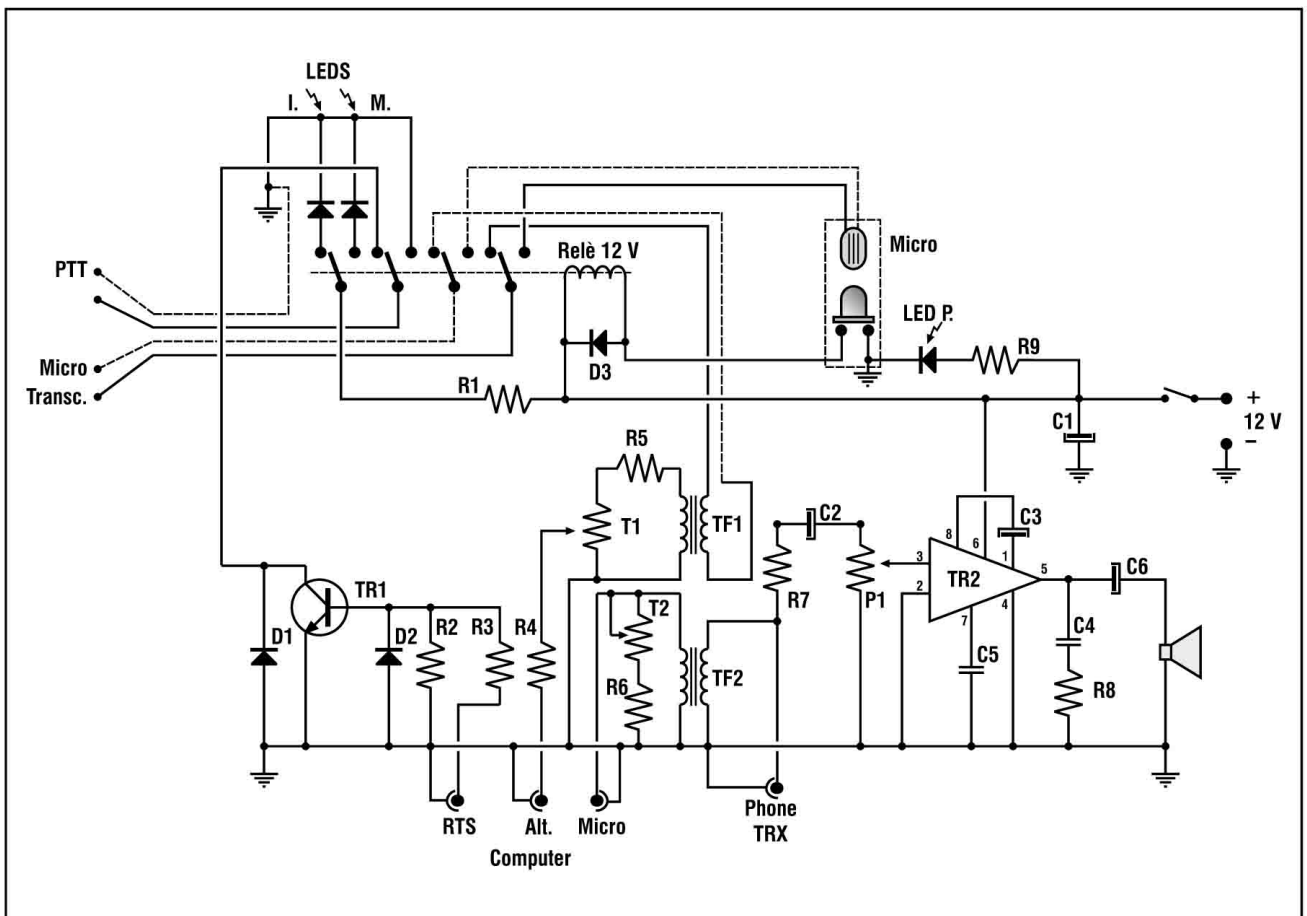 LEDS
I.
M.
Relè 12 V
Micro
PTT
LED P.
R9
D3
Micro
Transc.
R1
+
12 V
−
C1
R5
T1
TF1
C2
C3
8
6
1
3
2
TR2
5
4
7
C6
R7
P1
TR1
T2
D1
D2
R2
R3
R4
R6
TF2
C5
C4
R8
RTS
Alt.
Micro
Computer
Phone
TRX